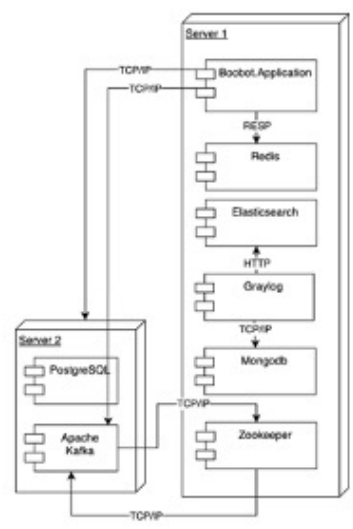 Server 1
TCP/IP
Boobot.Application
TCP/IP
RESP
Redis
Elasticsearch
HTTP
Graylog
TCP/IP
Server 2
PostgreSQL
Mongodb
TCP/IP
Apache
Kafka
Zookeeper
TCP/IP